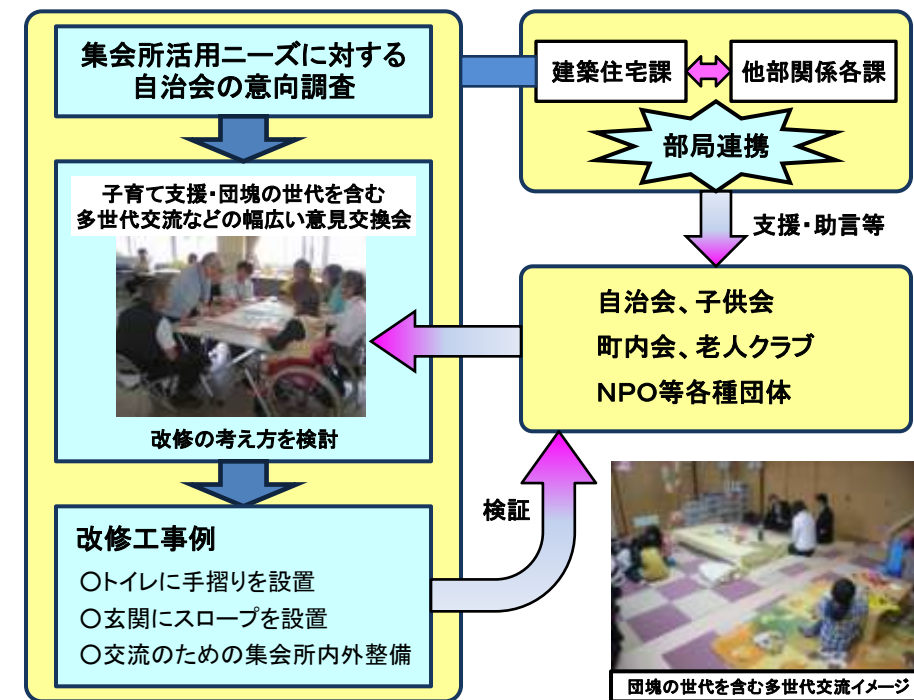 集会所活用ニーズに対する
自治会の意向調査
子育て支援・団塊の世代を含む
多世代交流などの幅広い意見交換会
改修の考え方を検討
改修工事例
○トイレに手摺りを設置
○玄関にスロープを設置
○交流のための集会所内外整備
建築住宅課
他部関係各課
部局連携
支援・助言等
自治会、子供会
町内会、老人クラブ
NPO等各種団体
検証
団塊の世代を含む多世代交流イメージ